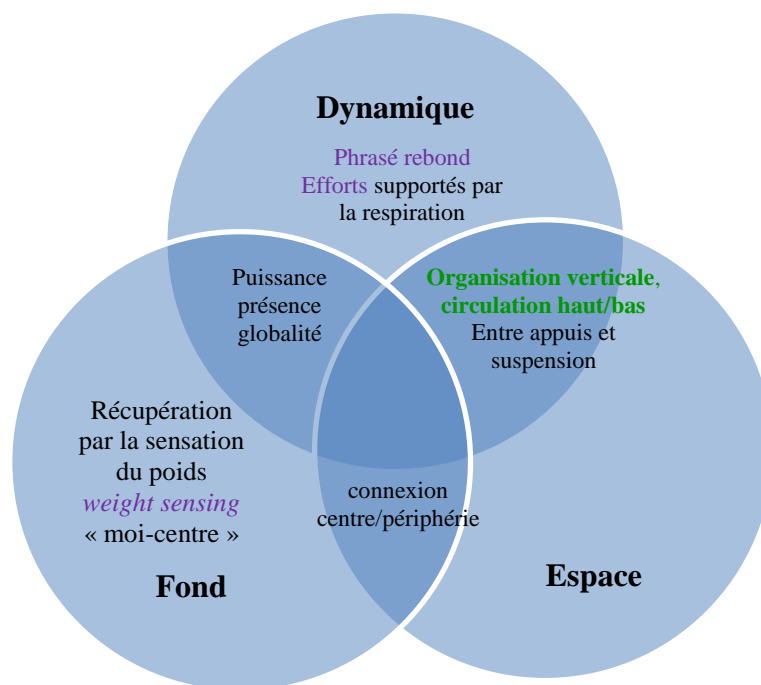 Dynamique
Phrasé rebond
Efforts supportés par
la respiration
Puissance
présence
globalité
Organisation verticale,
circulation haut/bas
Entre appuis et
suspension
Récupération
par la sensation
du poids
weight sensing
« moi-centre »
Fond
connexion
centre/périphérie
Espace